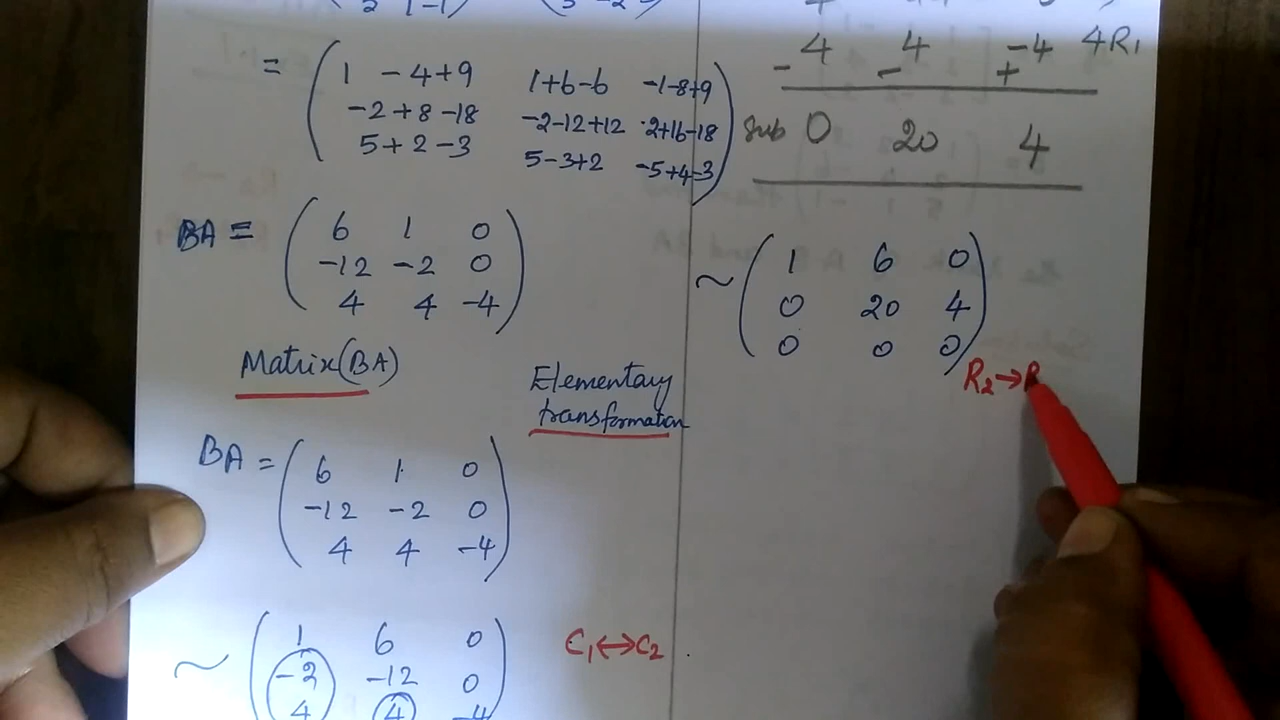 = ( 1 - 4 + 9 1 + 6 - 6 -1 - 8 + 9
-2 + 8 - 18 -2 - 12 + 12 -2 + 16 - 18
5 + 2 - 3 5 - 3 + 2 -5 + 4 - 3 )
BA = ( 6 1 0
-12 -2 0
4 4 -4 )
Matrix(BA)
Elementary
transformation
BA = ( 6 1 0
-12 -2 0
4 4 -4 )
~ ( 1 6 0 C1 ↔ C2
-2 -12 0
4 4 -4
4 4 -4 4R1
- - +
Sub 0 20 4
~ ( 1 6 0
0 20 4
0 0 0 )
R2 → R